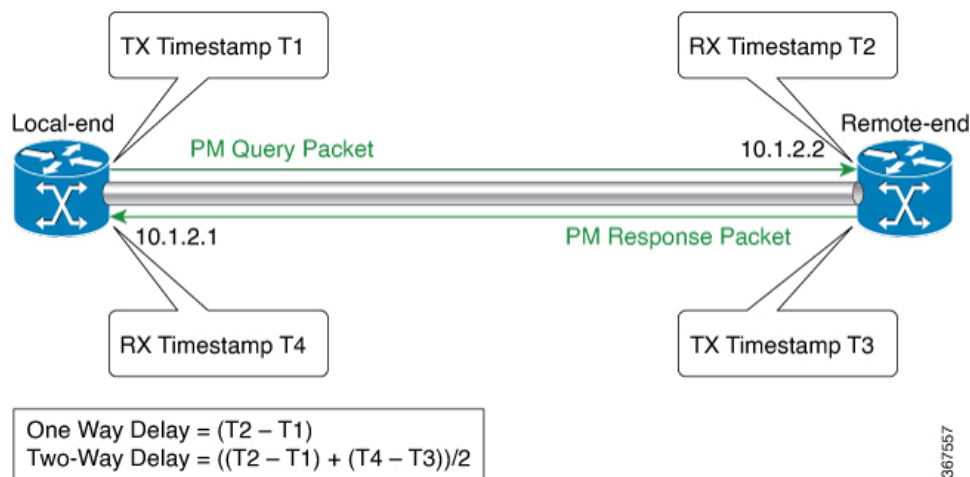 TX Timestamp T1
RX Timestamp T2
Local-end
Remote-end
PM Query Packet
10.1.2.2
10.1.2.1
PM Response Packet
RX Timestamp T4
TX Timestamp T3
One Way Delay = (T2 – T1)
Two-Way Delay = ((T2 – T1) + (T4 – T3))/2
367557